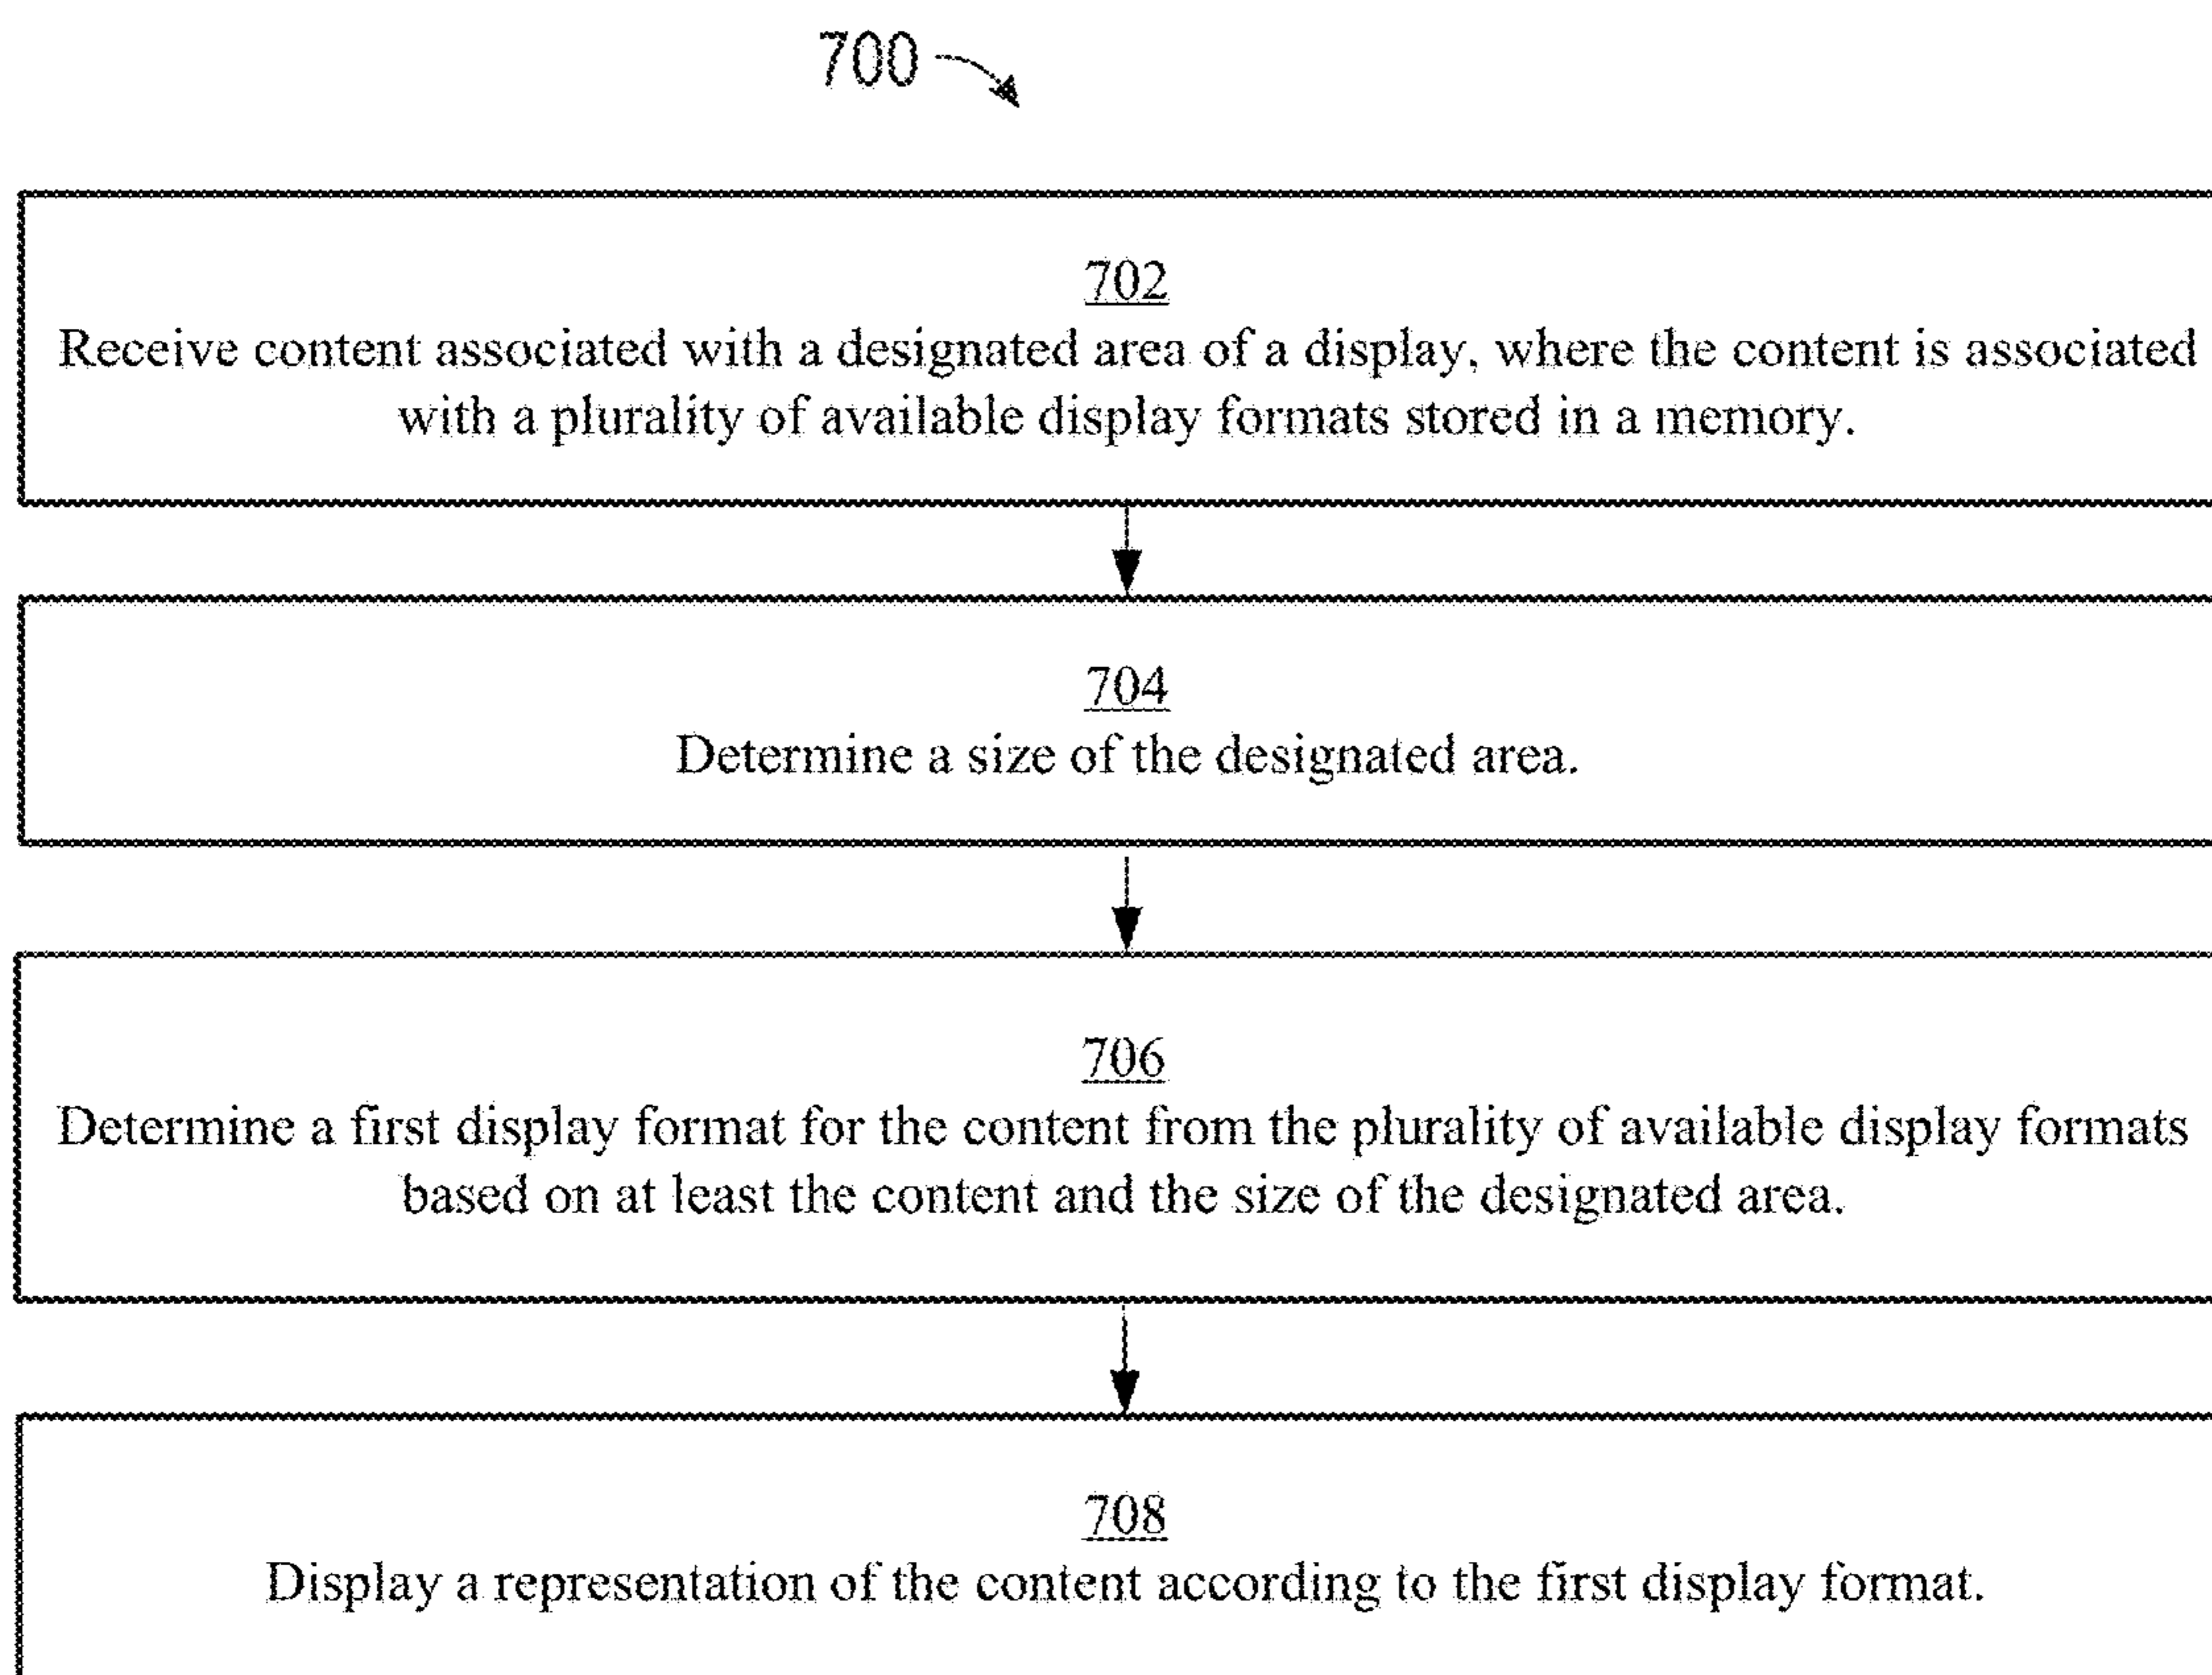 700
702
Receive content associated with a designated area of a display, where the content is associated
with a plurality of available display formats stored in a memory.
704
Determine a size of the designated area.
706
Determine a first display format for the content from the plurality of available display formats
based on at least the content and the size of the designated area.
708
Display a representation of the content according to the first display format.